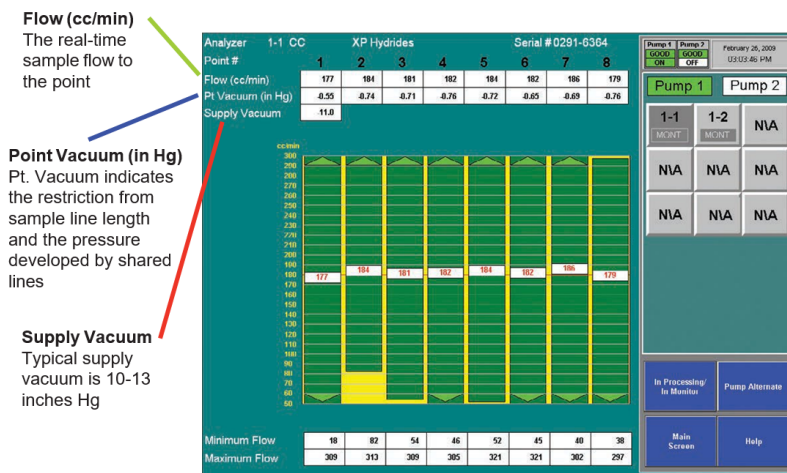 Flow (cc/min)
The real-time
sample flow to
the point
Point Vacuum (in Hg)
Pt. Vacuum indicates
the restriction from
sample line length
and the pressure
developed by shared
lines
Supply Vacuum
Typical supply
vacuum is 10-13
inches Hg
Analyzer 1-1 CC XP Hydrides Serial # 0291-6364
Point # 1 2 3 4 5 6 7 8
Flow (cc/min) 177 184 181 182 184 182 186 179
Pt Vacuum (in Hg) -0.55 -0.74 -0.71 -0.76 -0.72 -0.65 -0.69 -0.76
Supply Vacuum -11.0
cc/min
300
290
280
270
260
250
240
230
220
210
200
190
180
170
160
150
140
130
120
110
100
90
80
70
60
50
177 184 181 182 184 182 186 179
Minimum Flow 18 82 54 46 52 45 40 38
Maximum Flow 309 313 309 305 321 321 302 297
Pump 1 Pump 2
GOOD GOOD
ON OFF
February 26, 2009
03:03:46 PM
Pump 1 Pump 2
1-1 1-2 N\A
MONT MONT
N\A N\A N\A
N\A N\A N\A
In Processing/
In Monitor
Pump Alternate
Main
Screen
Help